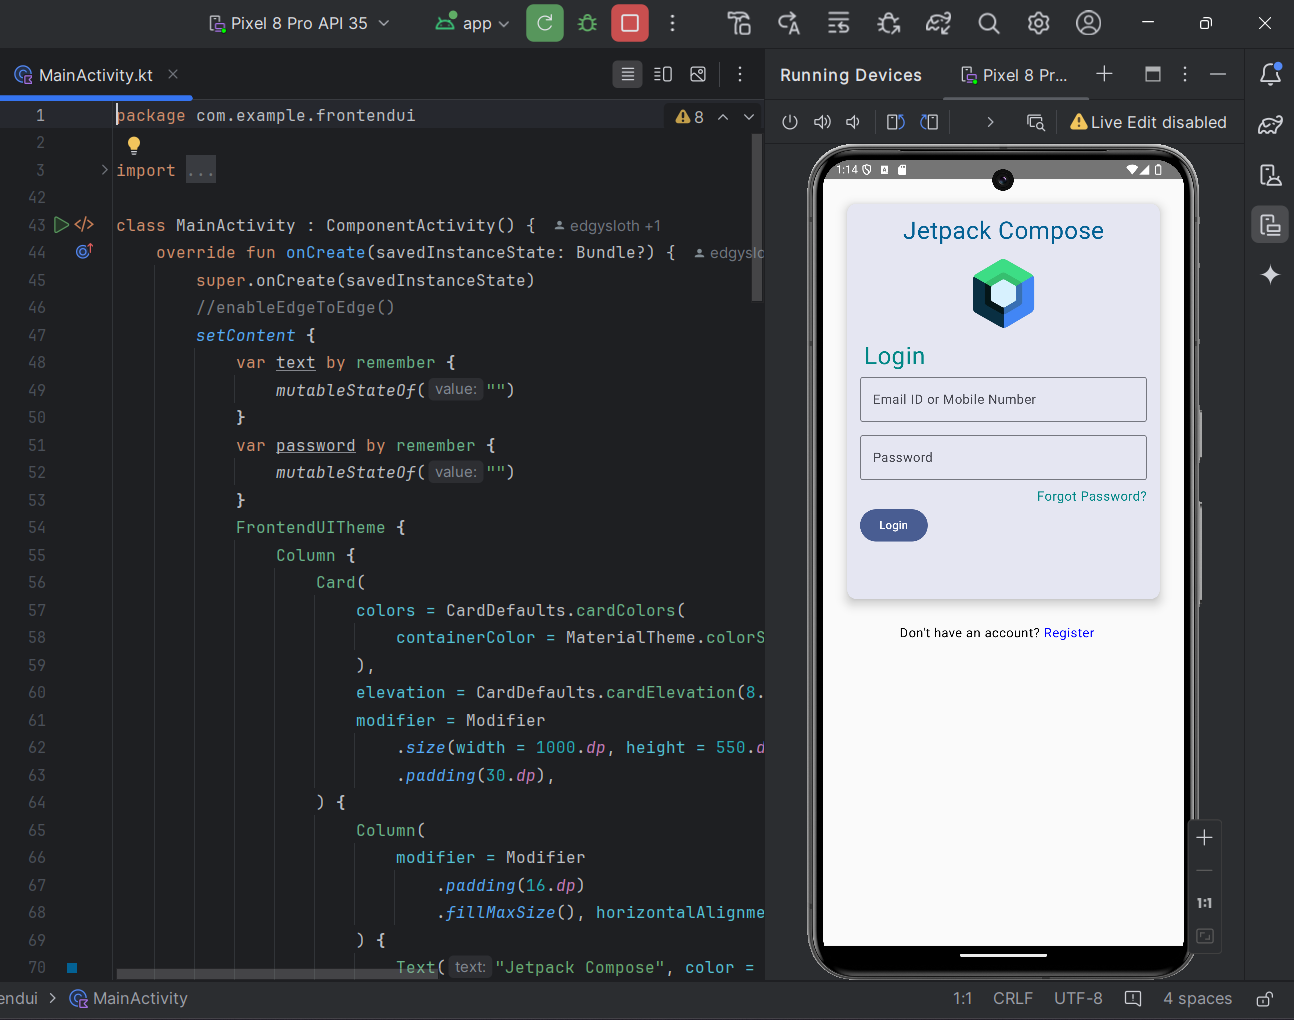 Pixel 8 Pro API 35
app
MainActivity.kt
Running Devices
Pixel 8 Pr...
Live Edit disabled
8
1 package com.example.frontendui
2
3 import ...
42
43 class MainActivity : ComponentActivity() { edgysloth +1
44 override fun onCreate(savedInstanceState: Bundle?) { edgyslo
45 super.onCreate(savedInstanceState)
46 //enableEdgeToEdge()
47 setContent {
48 var text by remember {
49 mutableStateOf( value: "")
50 }
51 var password by remember {
52 mutableStateOf( value: "")
53 }
54 FrontendUITheme {
55 Column {
56 Card(
57 colors = CardDefaults.cardColors(
58 containerColor = MaterialTheme.colorS
59 ),
60 elevation = CardDefaults.cardElevation(8.
61 modifier = Modifier
62 .size(width = 1000.dp, height = 550.d
63 .padding(30.dp),
64 ) {
65 Column(
66 modifier = Modifier
67 .padding(16.dp)
68 .fillMaxSize(), horizontalAlignme
69 ) {
70 Text( text: "Jetpack Compose", color =
1:14
Jetpack Compose
Login
Email ID or Mobile Number
Password
Forgot Password?
Login
Don't have an account? Register
1:1
endui > MainActivity
1:1 CRLF UTF-8 4 spaces